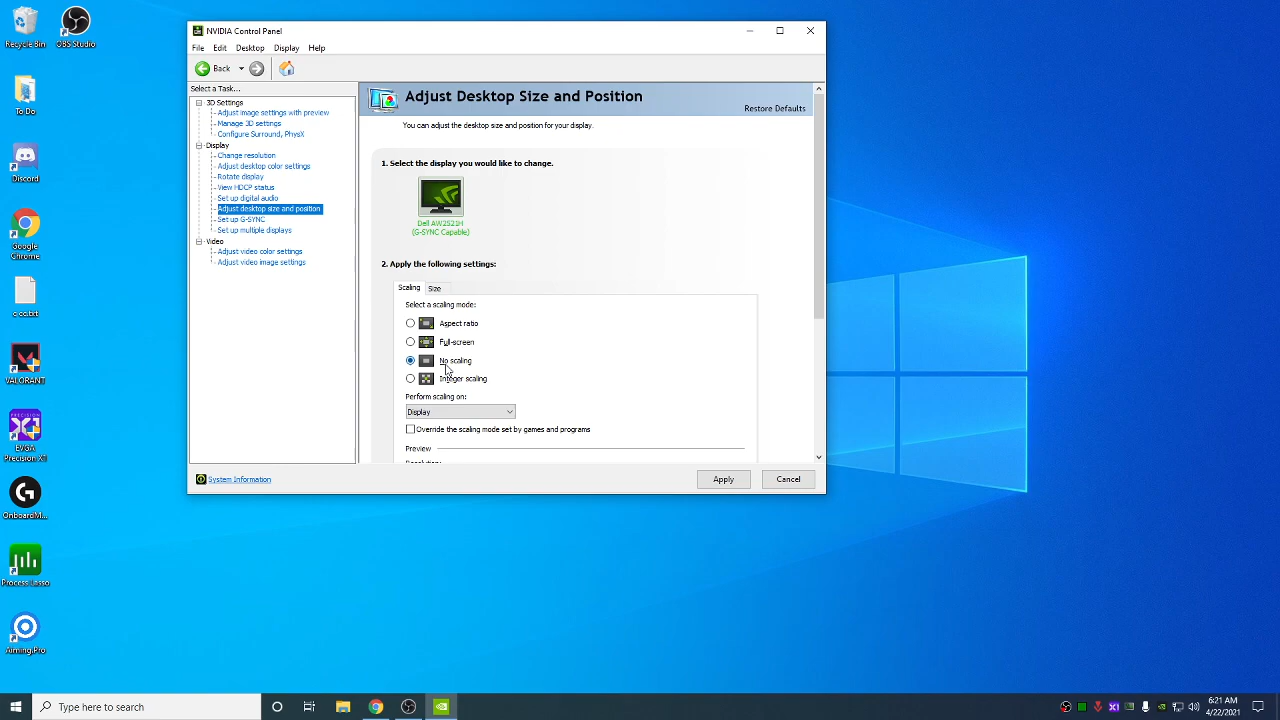 Recycle Bin
OBS Studio
To Do
Discord
Google
Chrome
VALORANT
EVGA
Precision X1
OnboardM...
Process Lasso
Aiming.Pro
NVIDIA Control Panel
File Edit Desktop Display Help
Back
Select a Task...
3D Settings
Adjust image settings with preview
Manage 3D settings
Configure Surround, PhysX
Display
Change resolution
Adjust desktop color settings
Rotate display
View HDCP status
Set up digital audio
Adjust desktop size and position
Set up G-SYNC
Set up multiple displays
Video
Adjust video color settings
Adjust video image settings
System Information
Adjust Desktop Size and Position
Restore Defaults
You can adjust the desktop size and position for your display.
1. Select the display you would like to change.
Dell AW2521H
(G-SYNC Capable)
2. Apply the following settings:
Scaling Size
Select a scaling mode:
Aspect ratio
Full-screen
No scaling
Integer scaling
Perform scaling on:
Display
Override the scaling mode set by games and programs
Preview
Apply Cancel
Type here to search
6:21 AM
4/22/2021